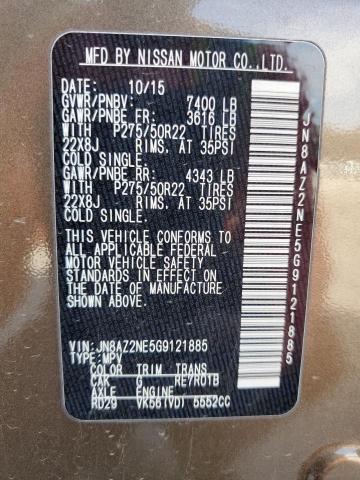 MFD BY NISSAN MOTOR CO.,LTD.
DATE: 10/15
GVWR/PNBV: 7400 LB
GAWR/PNBE FR: 3616 LB
WITH P275/50R22 TIRES
22X8J RIMS, AT 35PSI
COLD SINGLE.
GAWR/PNBE RR: 4343 LB
WITH P275/50R22 TIRES
22X8J RIMS, AT 35PSI
COLD SINGLE.
THIS VEHICLE CONFORMS TO
ALL APPLICABLE FEDERAL
MOTOR VEHICLE SAFETY
STANDARDS IN EFFECT ON
THE DATE OF MANUFACTURE
SHOWN ABOVE.
VIN: JN8AZ2NE5G9121885
TYPE: MPV
COLOR TRIM TRANS
CAK G RE7R01B
AXLE ENGINE
RD29 VK56(VD) 5552CC
JN8AZ2NE5G9121885